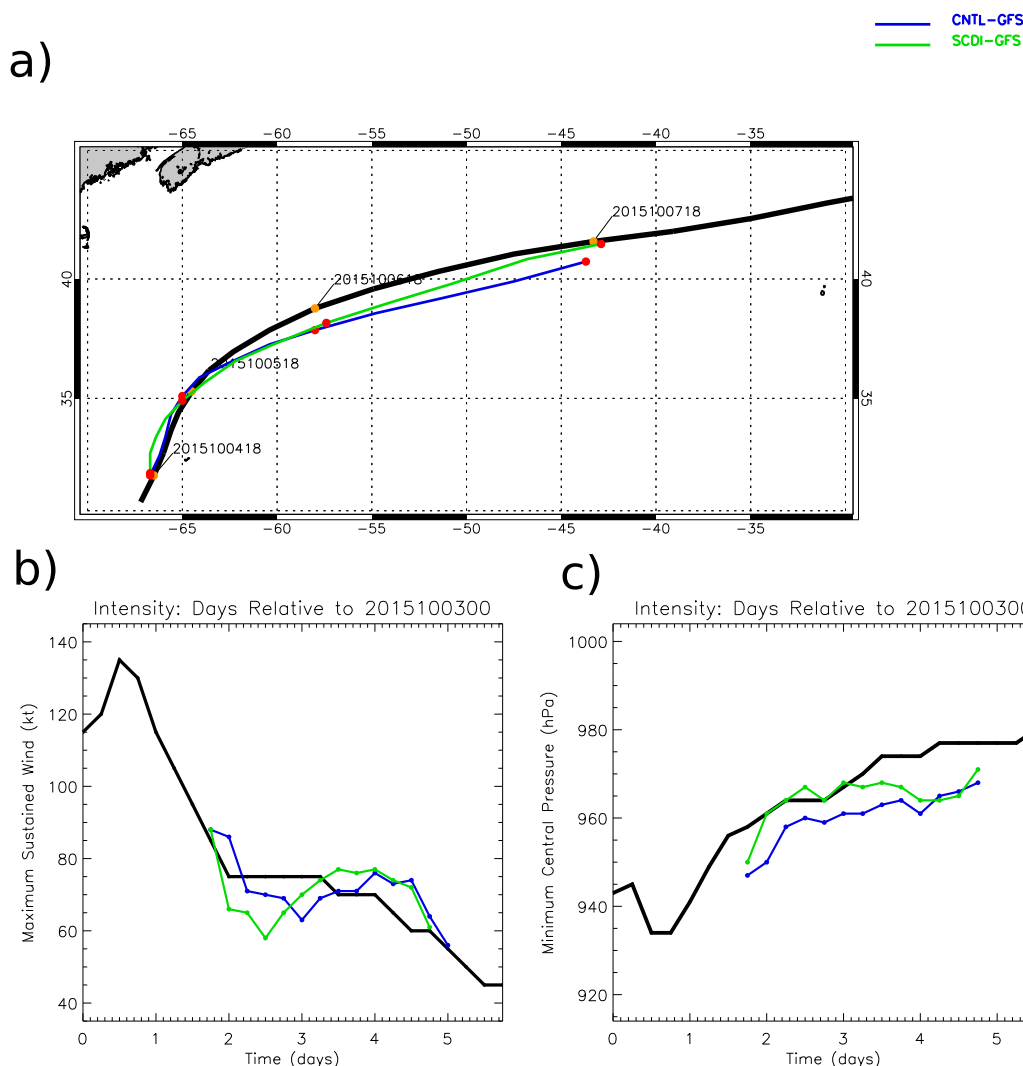 CNTL-GFS
SCDI-GFS
a)
-65 -60 -55 -50 -45 -40 -35
2015100718
40 2015100618 40
2015100518
35 35
2015100418
-65 -60 -55 -50 -45 -40 -35
b) c)
Intensity: Days Relative to 2015100300 Intensity: Days Relative to 2015100300
Maximum Sustained Wind (kt)
140
120
100
80
60
40
0 1 2 3 4 5
Time (days)
Minimum Central Pressure (hPa)
1000
980
960
940
920
0 1 2 3 4 5
Time (days)